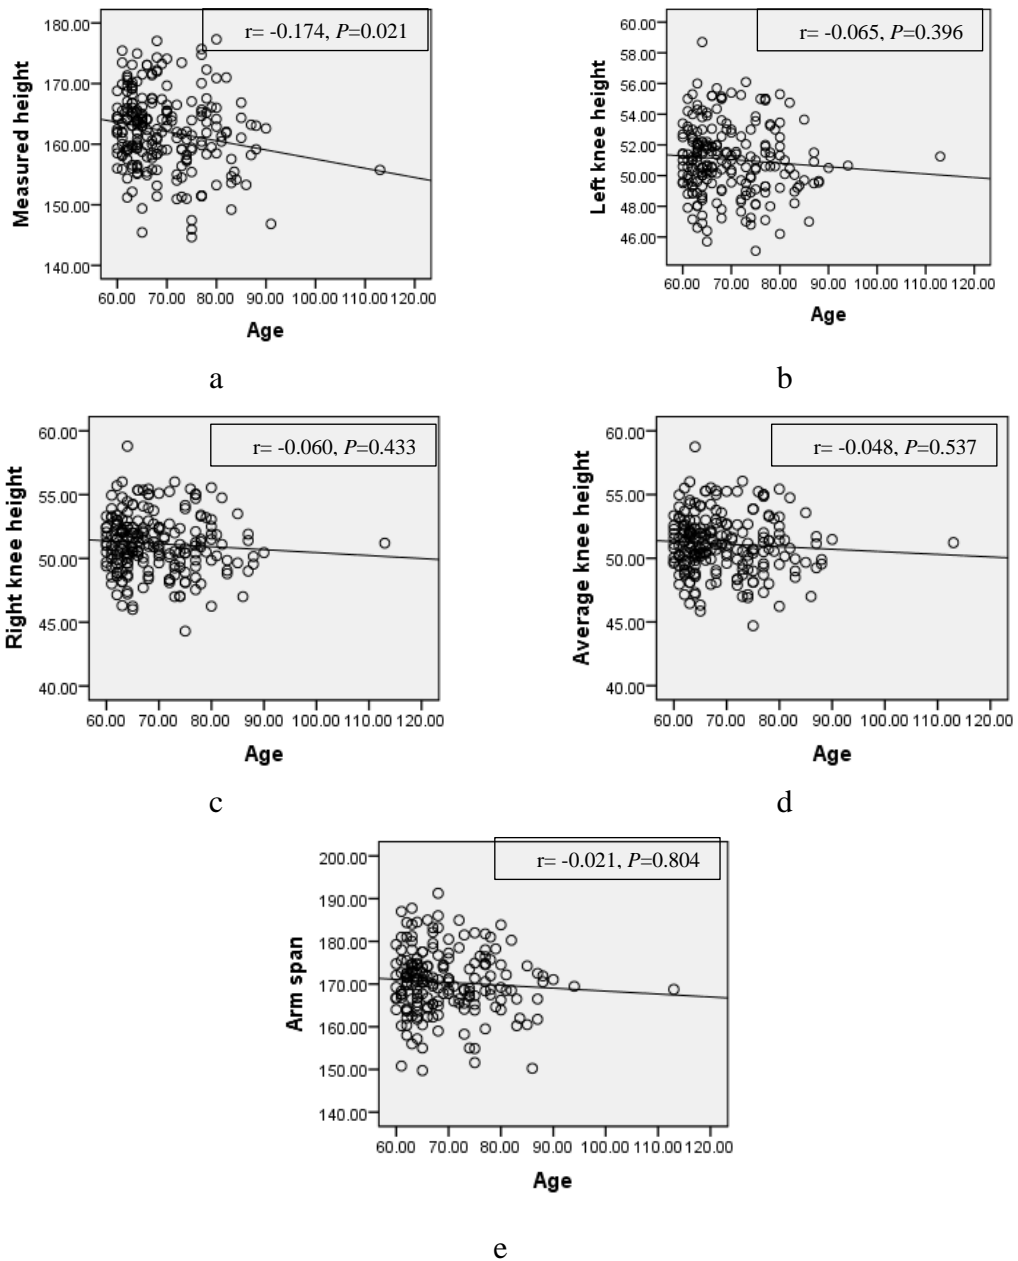 r= -0.174, P=0.021
180.00
170.00
160.00
150.00
140.00
Measured height
60.00 70.00 80.00 90.00 100.00 110.00 120.00
Age
a
r= -0.065, P=0.396
60.00
58.00
56.00
54.00
52.00
50.00
48.00
46.00
Left knee height
60.00 70.00 80.00 90.00 100.00 110.00 120.00
Age
b
r= -0.060, P=0.433
60.00
55.00
50.00
45.00
40.00
Right knee height
60.00 70.00 80.00 90.00 100.00 110.00 120.00
Age
c
r= -0.048, P=0.537
60.00
55.00
50.00
45.00
40.00
Average knee height
60.00 70.00 80.00 90.00 100.00 110.00 120.00
Age
d
r= -0.021, P=0.804
200.00
190.00
180.00
170.00
160.00
150.00
140.00
Arm span
60.00 70.00 80.00 90.00 100.00 110.00 120.00
Age
e